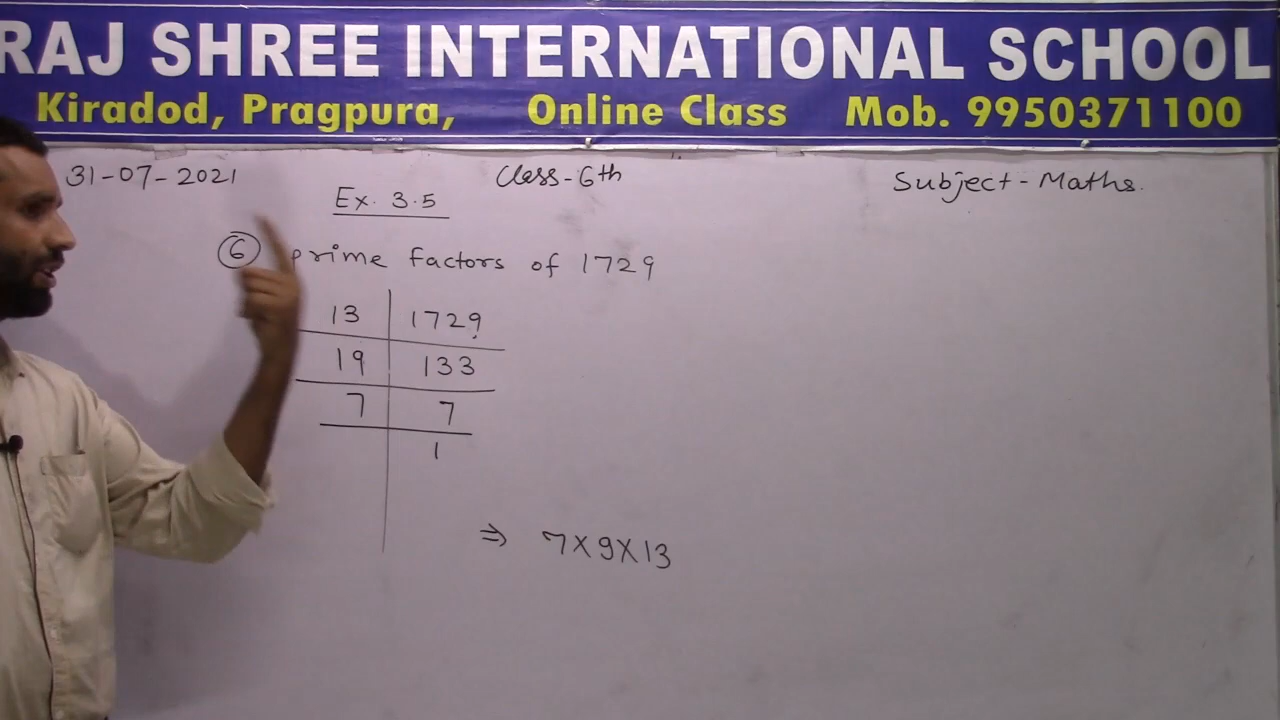 RAJ SHREE INTERNATIONAL SCHOOL
Kiradod, Pragpura, Online Class Mob. 9950371100
31-07-2021 Class-6th Subject-Maths.
Ex. 3.5
6 prime factors of 1729
13 1729
19 133
7 7
1
⇒ 7×9×13